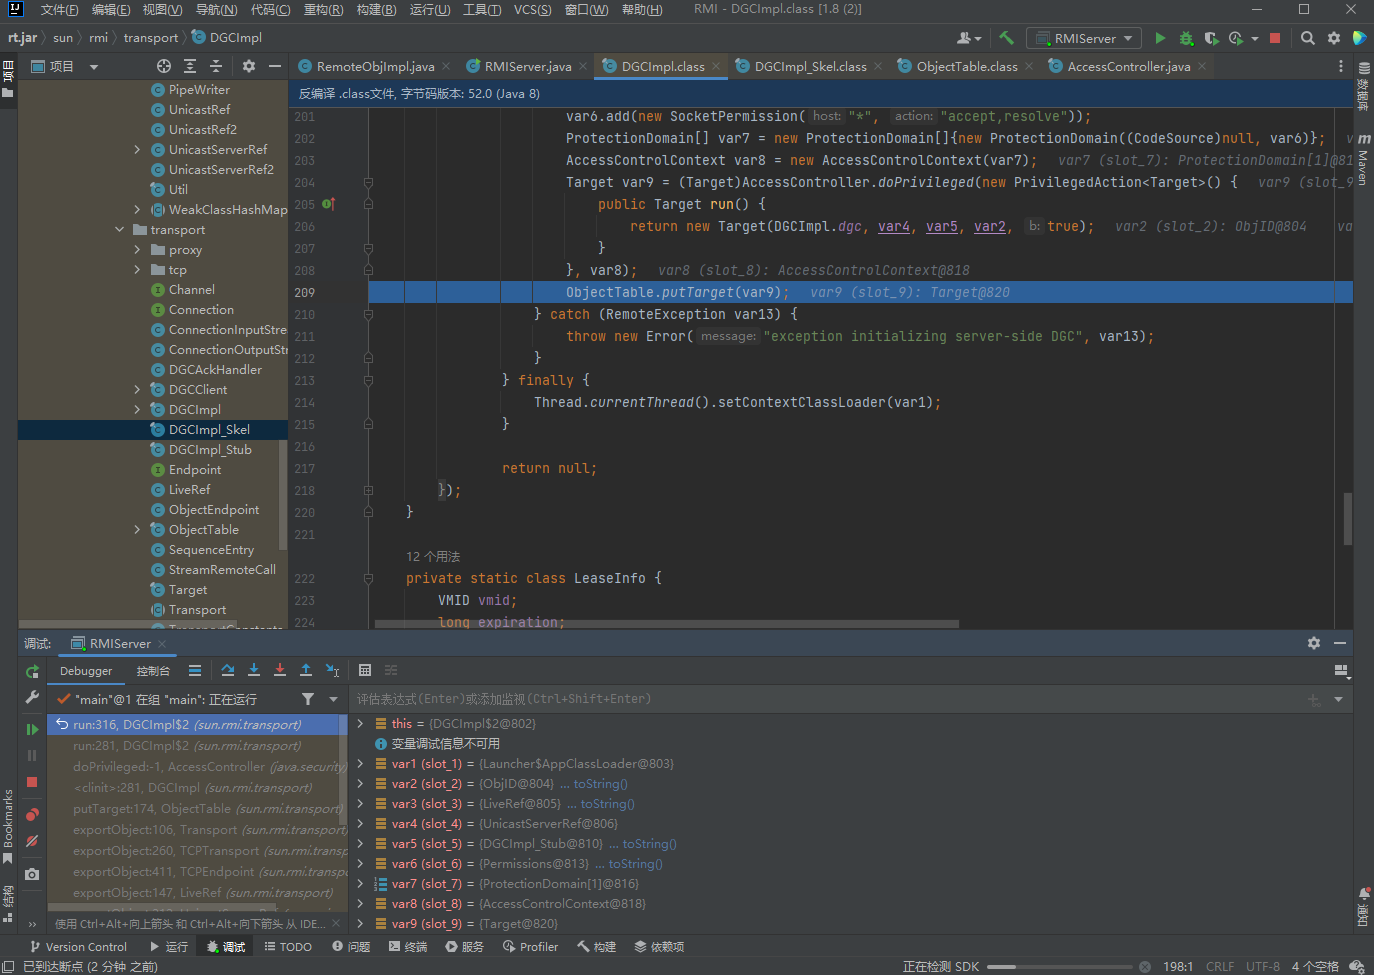 文件(F) 编辑(E) 视图(V) 导航(N) 代码(C) 重构(R) 构建(B) 运行(U) 工具(T) VCS(S) 窗口(W) 帮助(H) RMI - DGCImpl.class [1.8 (2)]
rt.jar sun rmi transport DGCImpl RMIServer
项目 RemoteObjImpl.java RMIServer.java DGCImpl.class DGCImpl_Skel.class ObjectTable.class AccessController.java
反编译 .class文件, 字节码版本: 52.0 (Java 8)
项目
数据库
Maven
PipeWriter
UnicastRef
UnicastRef2
UnicastServerRef
UnicastServerRef2
Util
WeakClassHashMap
transport
proxy
tcp
Channel
Connection
ConnectionInputStre
ConnectionOutputStr
DGCAckHandler
DGCClient
DGCImpl
DGCImpl_Skel
DGCImpl_Stub
Endpoint
LiveRef
ObjectEndpoint
ObjectTable
SequenceEntry
StreamRemoteCall
Target
Transport
TransportConstants
201 var6.add(new SocketPermission( host: "*", action: "accept,resolve"));
202 ProtectionDomain[] var7 = new ProtectionDomain[]{new ProtectionDomain((CodeSource)null, var6)}; v
203 AccessControlContext var8 = new AccessControlContext(var7); var7 (slot_7): ProtectionDomain[1]@81
204 Target var9 = (Target)AccessController.doPrivileged(new PrivilegedAction<Target>() { var9 (slot_9
205 public Target run() {
206 return new Target(DGCImpl.dgc, var4, var5, var2, b: true); var2 (slot_2): ObjID@804 va
207 }
208 }, var8); var8 (slot_8): AccessControlContext@818
209 ObjectTable.putTarget(var9); var9 (slot_9): Target@820
210 } catch (RemoteException var13) {
211 throw new Error( message: "exception initializing server-side DGC", var13);
212 }
213 } finally {
214 Thread.currentThread().setContextClassLoader(var1);
215 }
216
217 return null;
218 });
220 }
221
12 个用法
222 private static class LeaseInfo {
223 VMID vmid;
224 long expiration;
调试: RMIServer
Debugger 控制台
"main"@1 在组 "main": 正在运行
run:316, DGCImpl$2 (sun.rmi.transport)
run:281, DGCImpl$2 (sun.rmi.transport)
doPrivileged:-1, AccessController (java.security)
<clinit>:281, DGCImpl (sun.rmi.transport)
putTarget:174, ObjectTable (sun.rmi.transport)
exportObject:106, Transport (sun.rmi.transport)
exportObject:260, TCPTransport (sun.rmi.transp
exportObject:411, TCPEndpoint (sun.rmi.transp
exportObject:147, LiveRef (sun.rmi.transport)
使用 Ctrl+Alt+向上箭头 和 Ctrl+Alt+向下箭头 从 IDE...
评估表达式(Enter)或添加监视(Ctrl+Shift+Enter)
this = {DGCImpl$2@802}
变量调试信息不可用
var1 (slot_1) = {Launcher$AppClassLoader@803}
var2 (slot_2) = {ObjID@804} ... toString()
var3 (slot_3) = {LiveRef@805} ... toString()
var4 (slot_4) = {UnicastServerRef@806}
var5 (slot_5) = {DGCImpl_Stub@810} ... toString()
var6 (slot_6) = {Permissions@813} ... toString()
var7 (slot_7) = {ProtectionDomain[1]@816}
var8 (slot_8) = {AccessControlContext@818}
var9 (slot_9) = {Target@820}
Bookmarks
结构
通知
Version Control 运行 调试 TODO 问题 终端 服务 Profiler 构建 依赖项
已到达断点 (2 分钟 之前) 正在检测 SDK 198:1 CRLF UTF-8 4 个空格